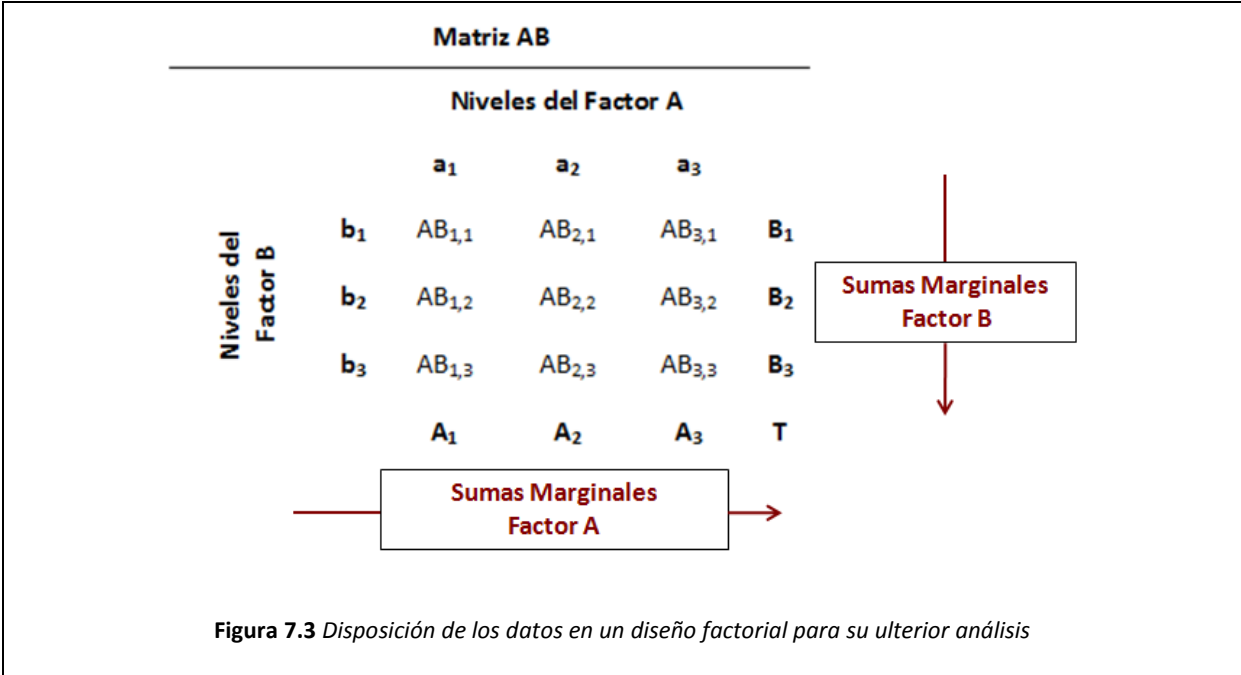 Matriz AB
Niveles del Factor A
a₁ a₂ a₃
Niveles del
Factor B
b₁ AB₁,₁ AB₂,₁ AB₃,₁ B₁
b₂ AB₁,₂ AB₂,₂ AB₃,₂ B₂
b₃ AB₁,₃ AB₂,₃ AB₃,₃ B₃
A₁ A₂ A₃ T
Sumas Marginales
Factor B
Sumas Marginales
Factor A
Figura 7.3 Disposición de los datos en un diseño factorial para su ulterior análisis